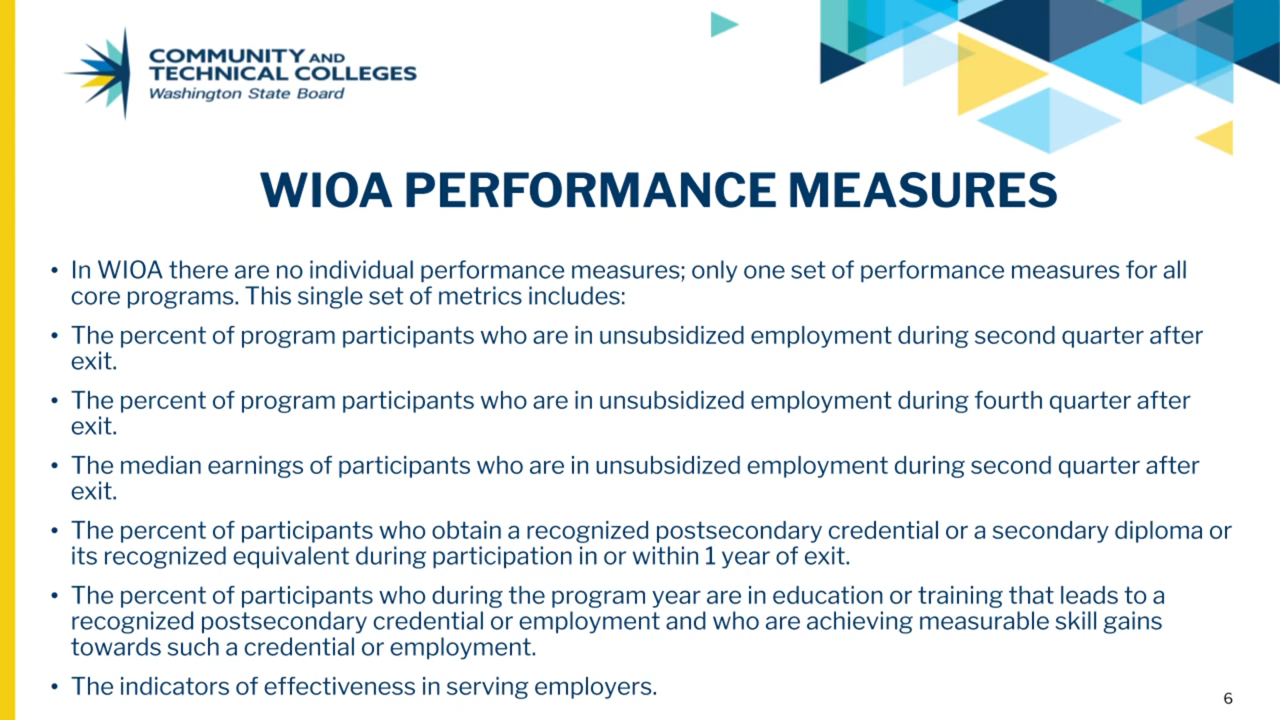 COMMUNITY AND
TECHNICAL COLLEGES
Washington State Board
WIOA PERFORMANCE MEASURES
• In WIOA there are no individual performance measures; only one set of performance measures for all
core programs. This single set of metrics includes:
• The percent of program participants who are in unsubsidized employment during second quarter after
exit.
• The percent of program participants who are in unsubsidized employment during fourth quarter after
exit.
• The median earnings of participants who are in unsubsidized employment during second quarter after
exit.
• The percent of participants who obtain a recognized postsecondary credential or a secondary diploma or
its recognized equivalent during participation in or within 1 year of exit.
• The percent of participants who during the program year are in education or training that leads to a
recognized postsecondary credential or employment and who are achieving measurable skill gains
towards such a credential or employment.
• The indicators of effectiveness in serving employers.
6